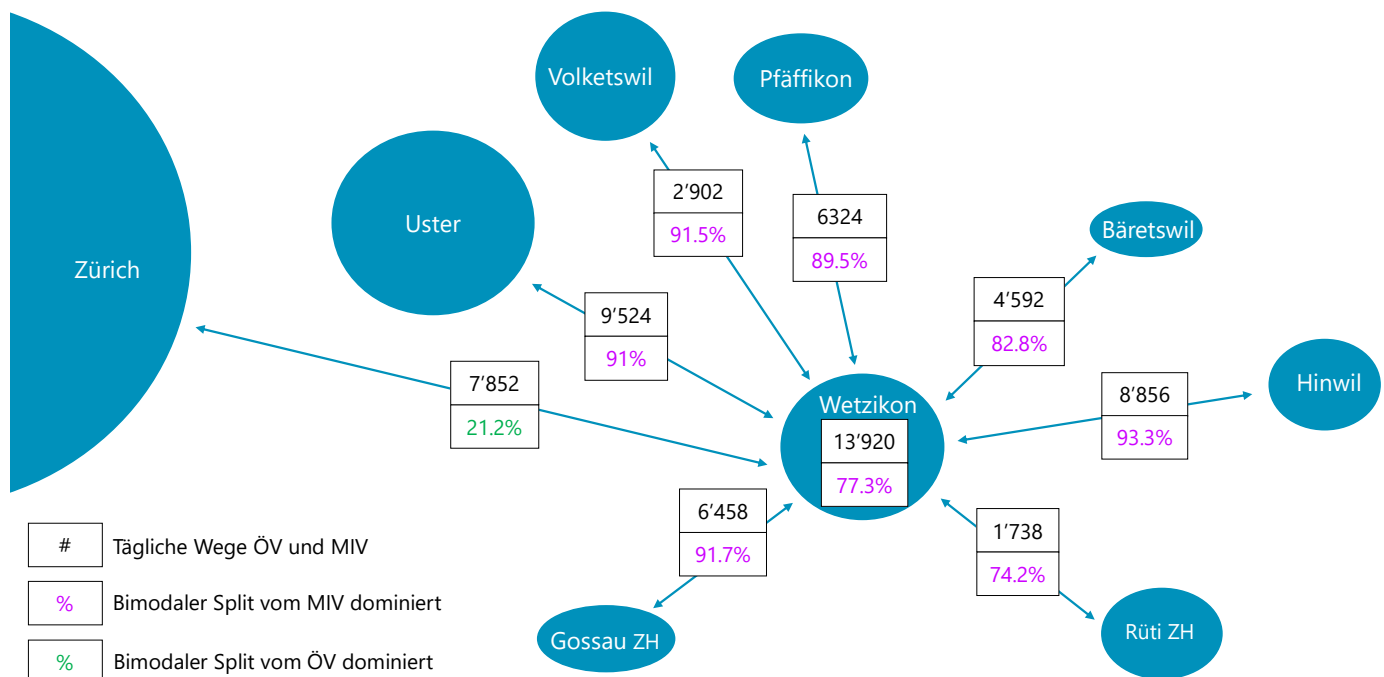 Volketswil
Pfäffikon
2’902
91.5%
6324
89.5%
Uster
Bäretswil
Zürich
4’592
82.8%
9’524
91%
7’852
21.2%
Hinwil
8’856
93.3%
Wetzikon
13’920
77.3%
6’458
91.7%
1’738
74.2%
Gossau ZH
Rüti ZH
# Tägliche Wege ÖV und MIV
% Bimodaler Split vom MIV dominiert
% Bimodaler Split vom ÖV dominiert